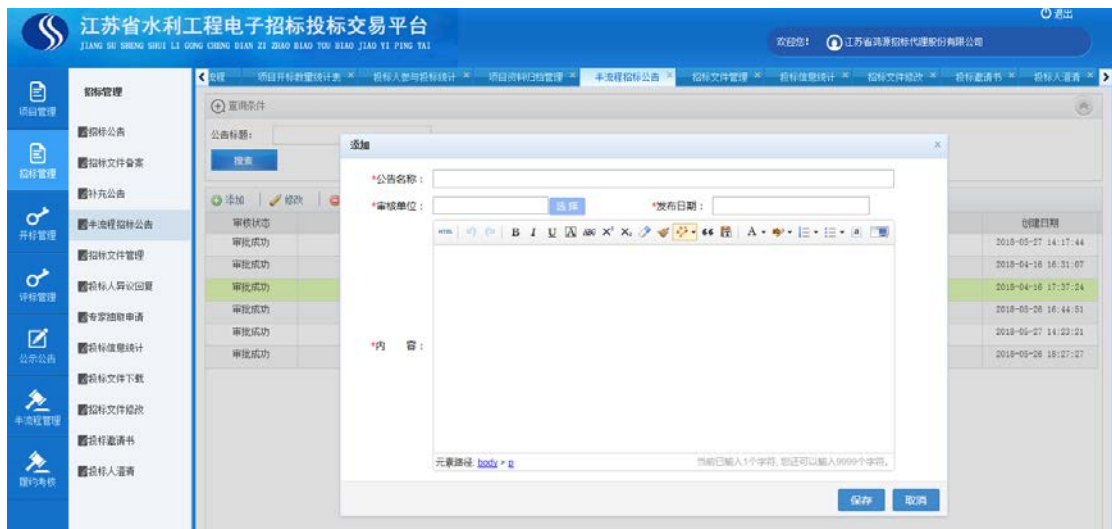 江苏省水利工程电子招标投标交易平台
JIANG SU SHENG SHUI LI GONG CHENG DIAN ZI ZHAO BIAO TOU BIAO JIAO YI PING TAI
退出
欢迎您! 江苏省鸿源招标代理股份有限公司
流程 项目开标数量统计表 × 投标人参与投标统计 × 项目资料归档管理 × 半流程招标公告 × 招标文件管理 × 投标信息统计 × 招标文件修改 × 投标邀请书 × 投标人澄清 ×
项目管理
招标管理
开标管理
评标管理
公示公告
半流程管理
履约考核
招标管理
招标公告
招标文件备案
补充公告
半流程招标公告
招标文件管理
投标人异议回复
专家抽取申请
投标信息统计
投标文件下载
招标文件修改
投标邀请书
投标人澄清
查询条件
公告标题:
搜索
添加 修改
审核状态 创建日期
审批成功 2018-05-27 14:17:44
审批成功 2018-04-16 16:31:07
审批成功 2018-04-16 17:37:24
审批成功 2018-05-26 16:44:51
审批成功 2018-05-27 14:23:21
审批成功 2018-05-26 18:27:27
添加 ×
*公告名称:
*审核单位: 选择 *发布日期:
HTML B I U A ABC X² X₂ A
*内 容:
元素路径: body > p 当前已输入1个字符, 您还可以输入9999个字符。
保存 取消